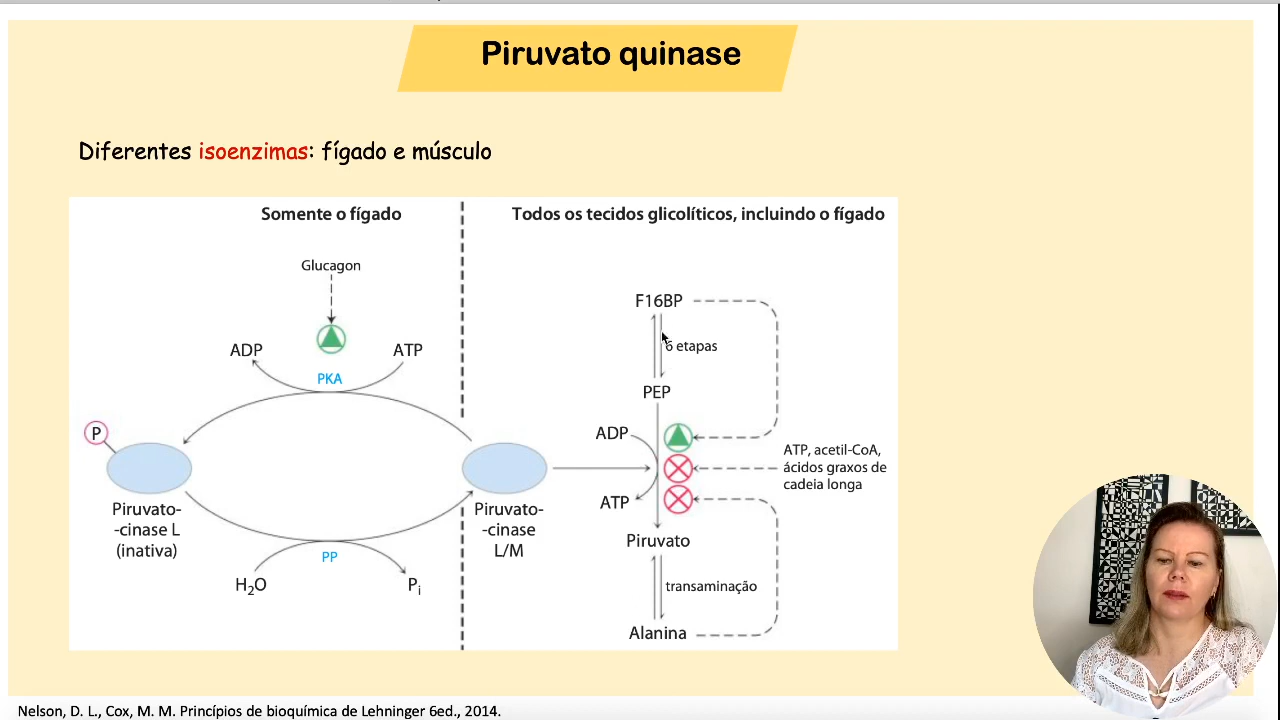 Piruvato quinase
Diferentes isoenzimas: fígado e músculo
Somente o fígado
Todos os tecidos glicolíticos, incluindo o fígado
Glucagon
ADP
ATP
PKA
P
Piruvato-
-cinase L
(inativa)
Piruvato-
-cinase
L/M
PP
H₂O
Pᵢ
F16BP
6 etapas
PEP
ADP
ATP
ATP, acetil-CoA,
ácidos graxos de
cadeia longa
Piruvato
transaminação
Alanina
Nelson, D. L., Cox, M. M. Princípios de bioquímica de Lehninger 6ed., 2014.